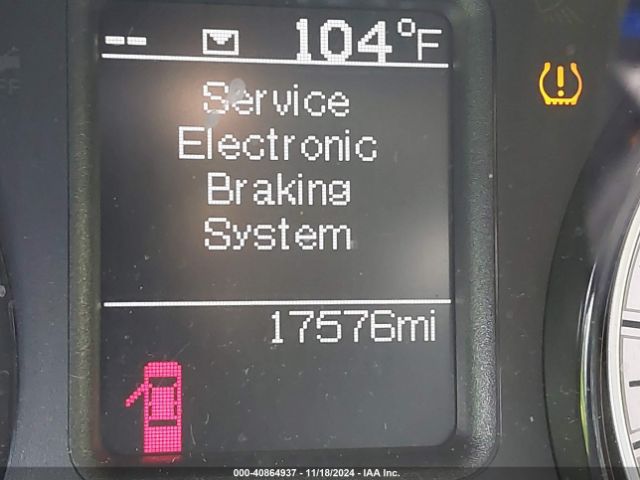 -- 104°F
Service
Electronic
Braking
System
17576mi
000-40864937 - 11/18/2024 - IAA Inc.